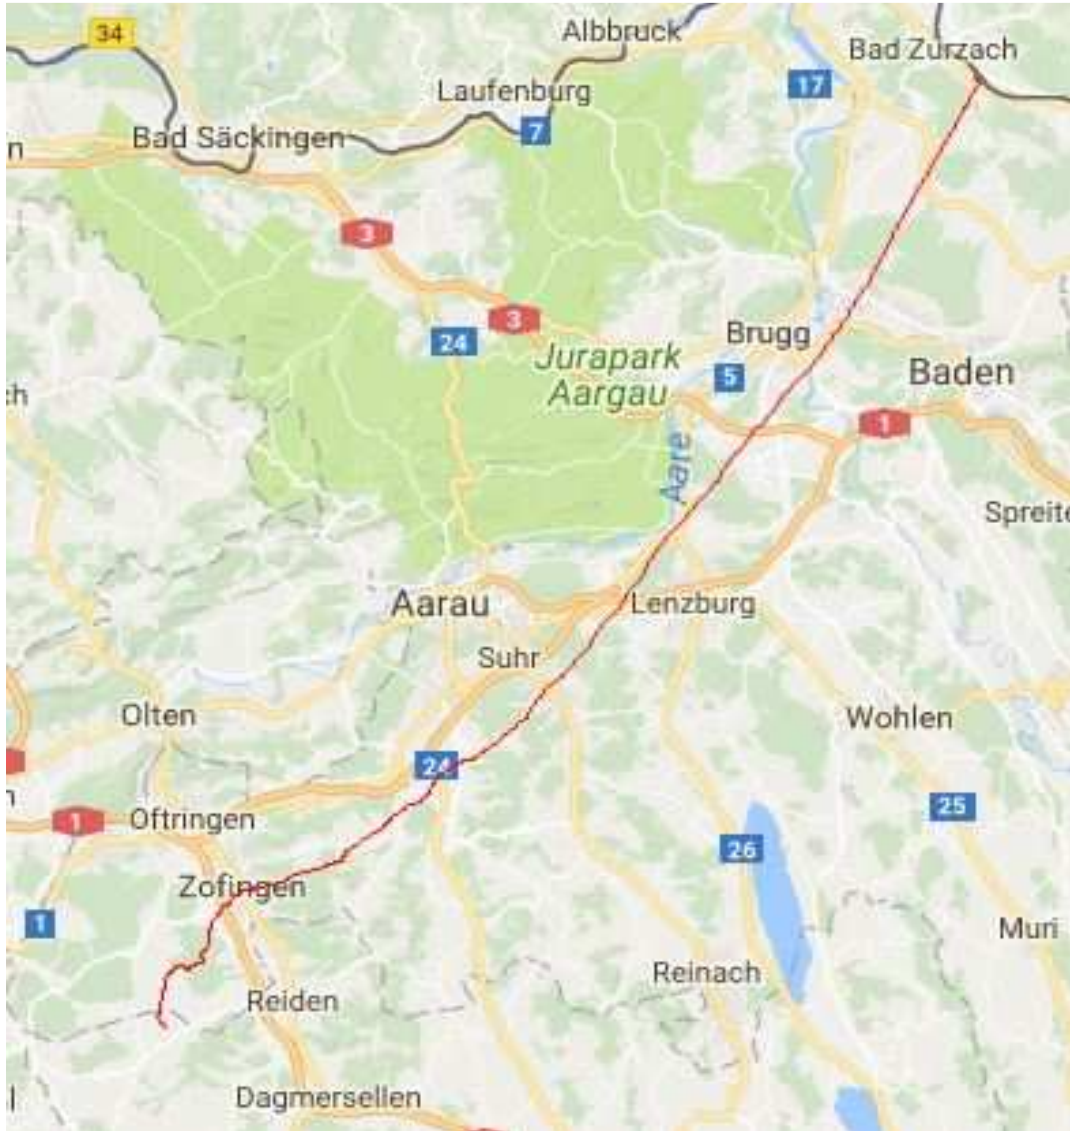 34
Albbruck
Bad Zurzach
Laufenburg
17
7
Bad Säckingen
n
3
3
24
Brugg
Jurapark
Aargau
5
Baden
ch
1
Aare
Spreite
Aarau
Lenzburg
Suhr
Olten
Wohlen
24
n
1
Oftringen
25
26
Zofingen
1
Muri
Reinach
Reiden
Dagmersellen